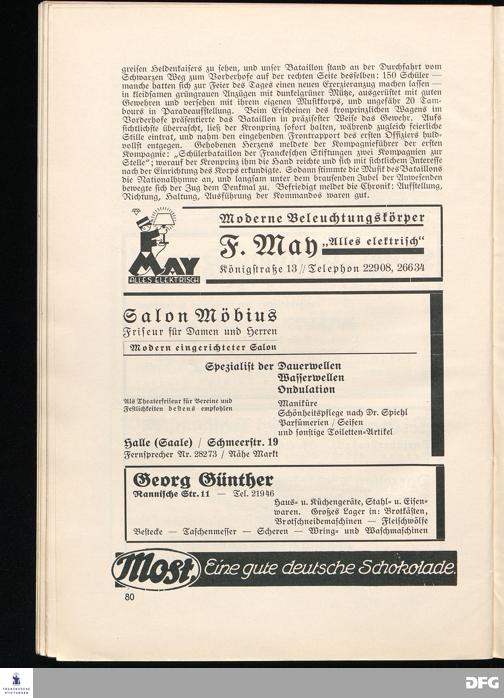 greisen Heldenkaisers zu sehen, und unser Bataillon stand an der Durchfahrt vom
Schwarzen Weg zum Vorderhofe auf der rechten Seite desselben: 150 Schüler —
manche hatten sich zur Feier des Tages einen neuen Exerzieranzug machen lassen —
in kleidsamen grüngrauen Anzügen mit dunkelgrüner Mütze, ausgerüstet mit guten
Gewehren und versehen mit ihrem eigenen Musikkorps, und ungefähr 20 Tam-
bours in Paradeaufstellung. Beim Erscheinen des kronprinzlichen Wagens im
Vorderhofe präsentierte das Bataillon in präzisester Weise das Gewehr. Aufs
sichtlichste überrascht, ließ der Kronprinz sofort halten, während zugleich feierliche
Stille eintrat, und nahm den eingehenden Frontrapport des ersten Offiziers huld-
vollst entgegen. Gehobenen Herzens meldete der Kompagnieführer der ersten
Kompagnie: „Schülerbataillon der Franckeschen Stiftungen zwei Kompanien zur
Stelle“; worauf der Kronprinz ihm die Hand reichte und sich mit sichtlichem Interesse
nach der Einrichtung des Korps erkundigte. Sodann stimmte die Musik des Bataillons
die Nationalhymne an, und langsam unter dem brausenden Jubel der Anwesenden
bewegte sich der Zug dem Denkmal zu. Befriedigt meldet die Chronik: Aufstellung,
Richtung, Haltung, Ausführung der Kommandos waren gut.
MAY
ALLES ELEKTRISCH
Moderne Beleuchtungskörper
F. May „Alles elektrisch“
Königstraße 13 // Telephon 22908, 26634
Salon Möbius
Friseur für Damen und Herren
Modern eingerichteter Salon
Spezialist der Dauerwellen
Wasserwellen
Ondulation
Als Theaterfriseur für Vereine und
Festlichkeiten bestens empfohlen
Maniküre
Schönheitspflege nach Dr. Spiehl
Parfümerien / Seifen
und sonstige Toiletten-Artikel
Halle (Saale) / Schmeerstr. 19
Fernsprecher Nr. 28273 / Nähe Markt
Georg Günther
Rannische Str. 11 — Tel. 21946
Haus- u. Küchengeräte, Stahl- u. Eisen-
waren. Großes Lager in: Brotkästen,
Brotschneidemaschinen — Fleischwölfe
Bestecke — Taschenmesser — Scheren — Wring- und Waschmaschinen
Most. Eine gute deutsche Schokolade.
80
FRANCKESCHE
STIFTUNGEN
DFG